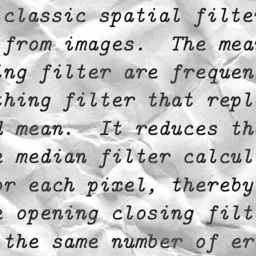 classic spatial filte
from images. The mea
ng filter are frequen
thing filter that repl
mean. It reduces th
median filter calcul
or each pixel, thereby
opening closing filt
the same number of er